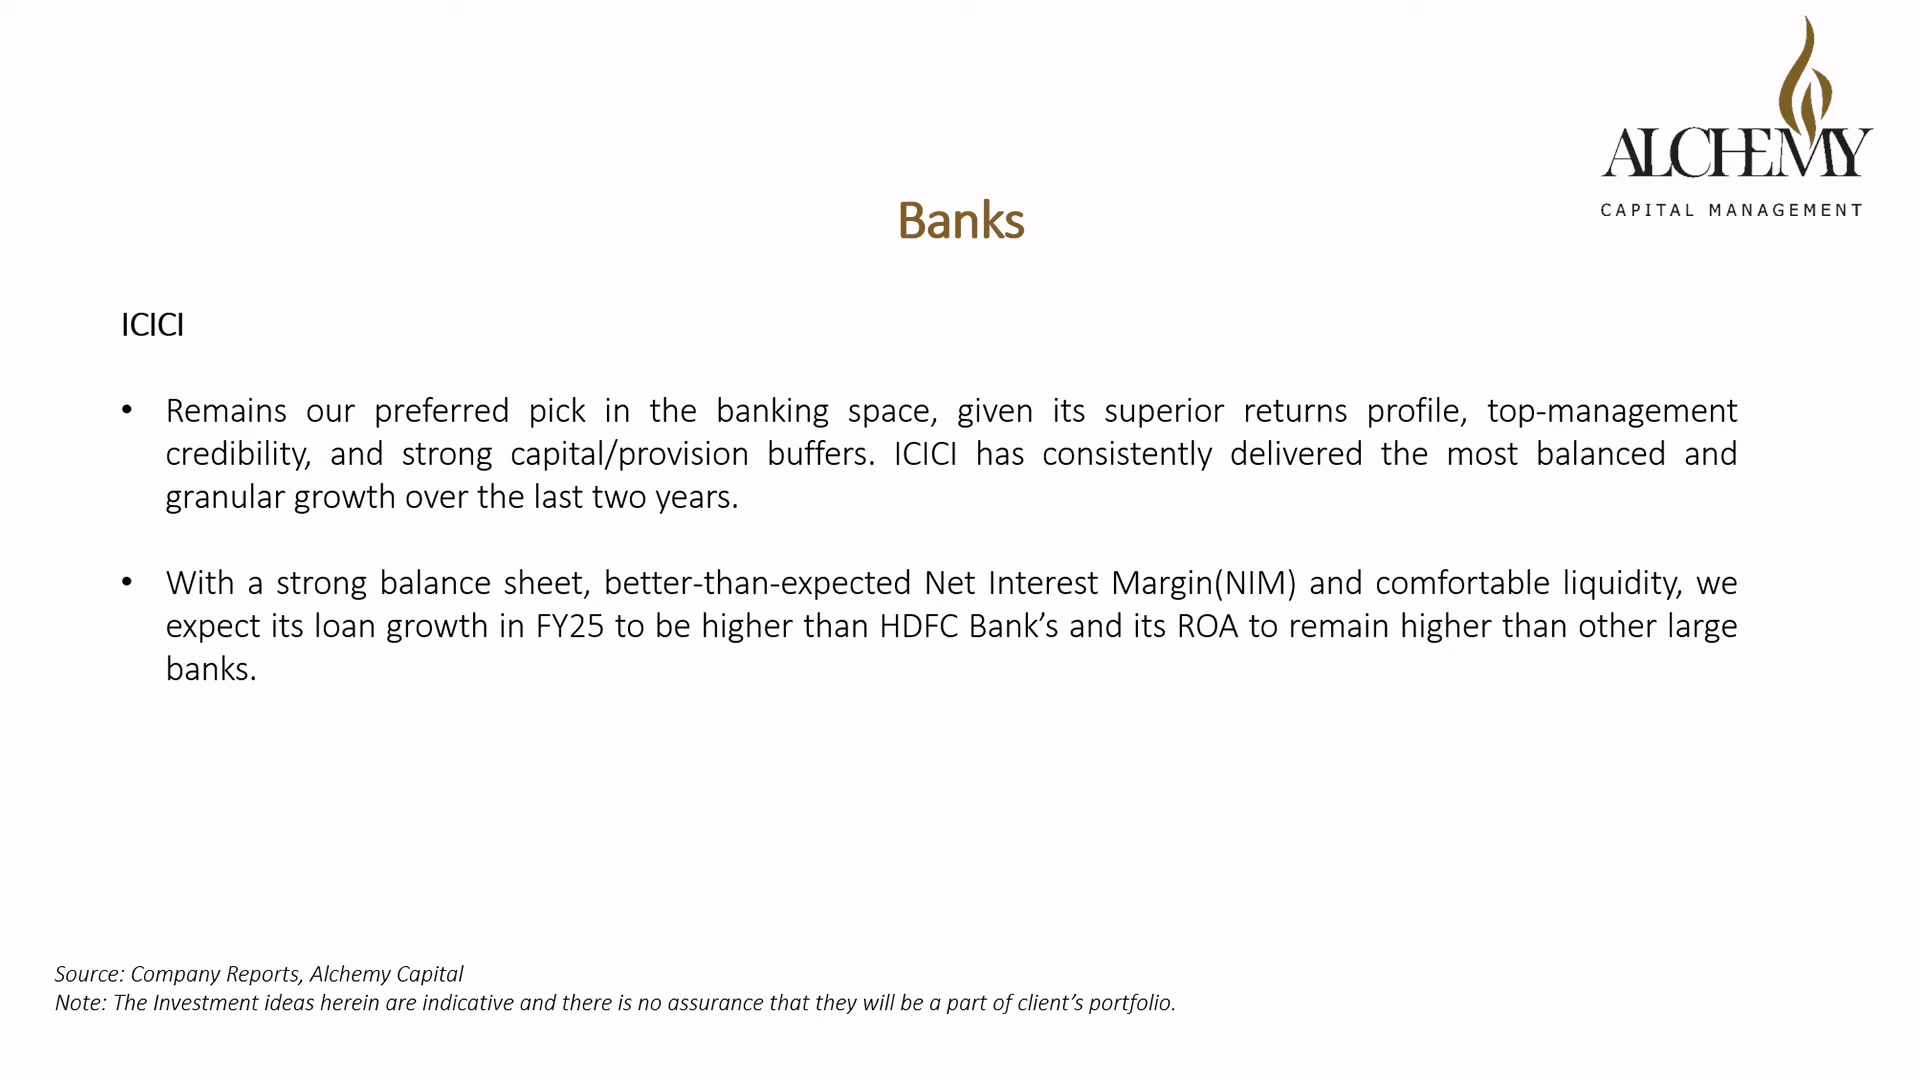 ALCHEMY
CAPITAL MANAGEMENT
Banks
ICICI
• Remains our preferred pick in the banking space, given its superior returns profile, top-management
credibility, and strong capital/provision buffers. ICICI has consistently delivered the most balanced and
granular growth over the last two years.
• With a strong balance sheet, better-than-expected Net Interest Margin(NIM) and comfortable liquidity, we
expect its loan growth in FY25 to be higher than HDFC Bank’s and its ROA to remain higher than other large
banks.
Source: Company Reports, Alchemy Capital
Note: The Investment ideas herein are indicative and there is no assurance that they will be a part of client’s portfolio.